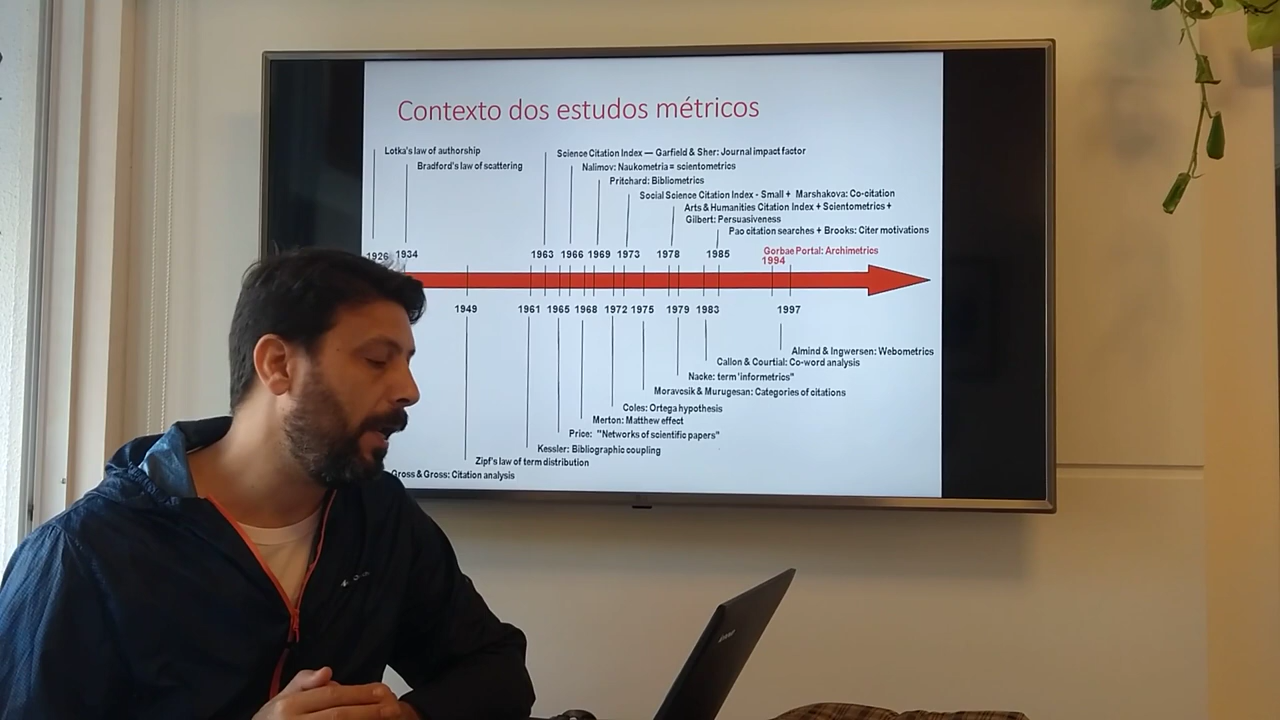 Contexto dos estudos métricos
Lotka's law of authorship
Bradford's law of scattering
Science Citation Index — Garfield & Sher: Journal impact factor
Nalimov: Naukometria = scientometrics
Pritchard: Bibliometrics
Social Science Citation Index - Small + Marshakova: Co-citation
Arts & Humanities Citation Index + Scientometrics +
Gilbert: Persuasiveness
Pao citation searches + Brooks: Citer motivations
Gorbae Portal: Archimetrics
1926 1934 1963 1966 1969 1973 1978 1985 1994
1949 1961 1965 1968 1972 1975 1979 1983 1997
Almind & Ingwersen: Webometrics
Callon & Courtial: Co-word analysis
Nacke: term 'informetrics"
Moravcsik & Murugesan: Categories of citations
Coles: Ortega hypothesis
Merton: Matthew effect
Price: "Networks of scientific papers"
Kessler: Bibliographic coupling
Zipf's law of term distribution
Gross & Gross: Citation analysis